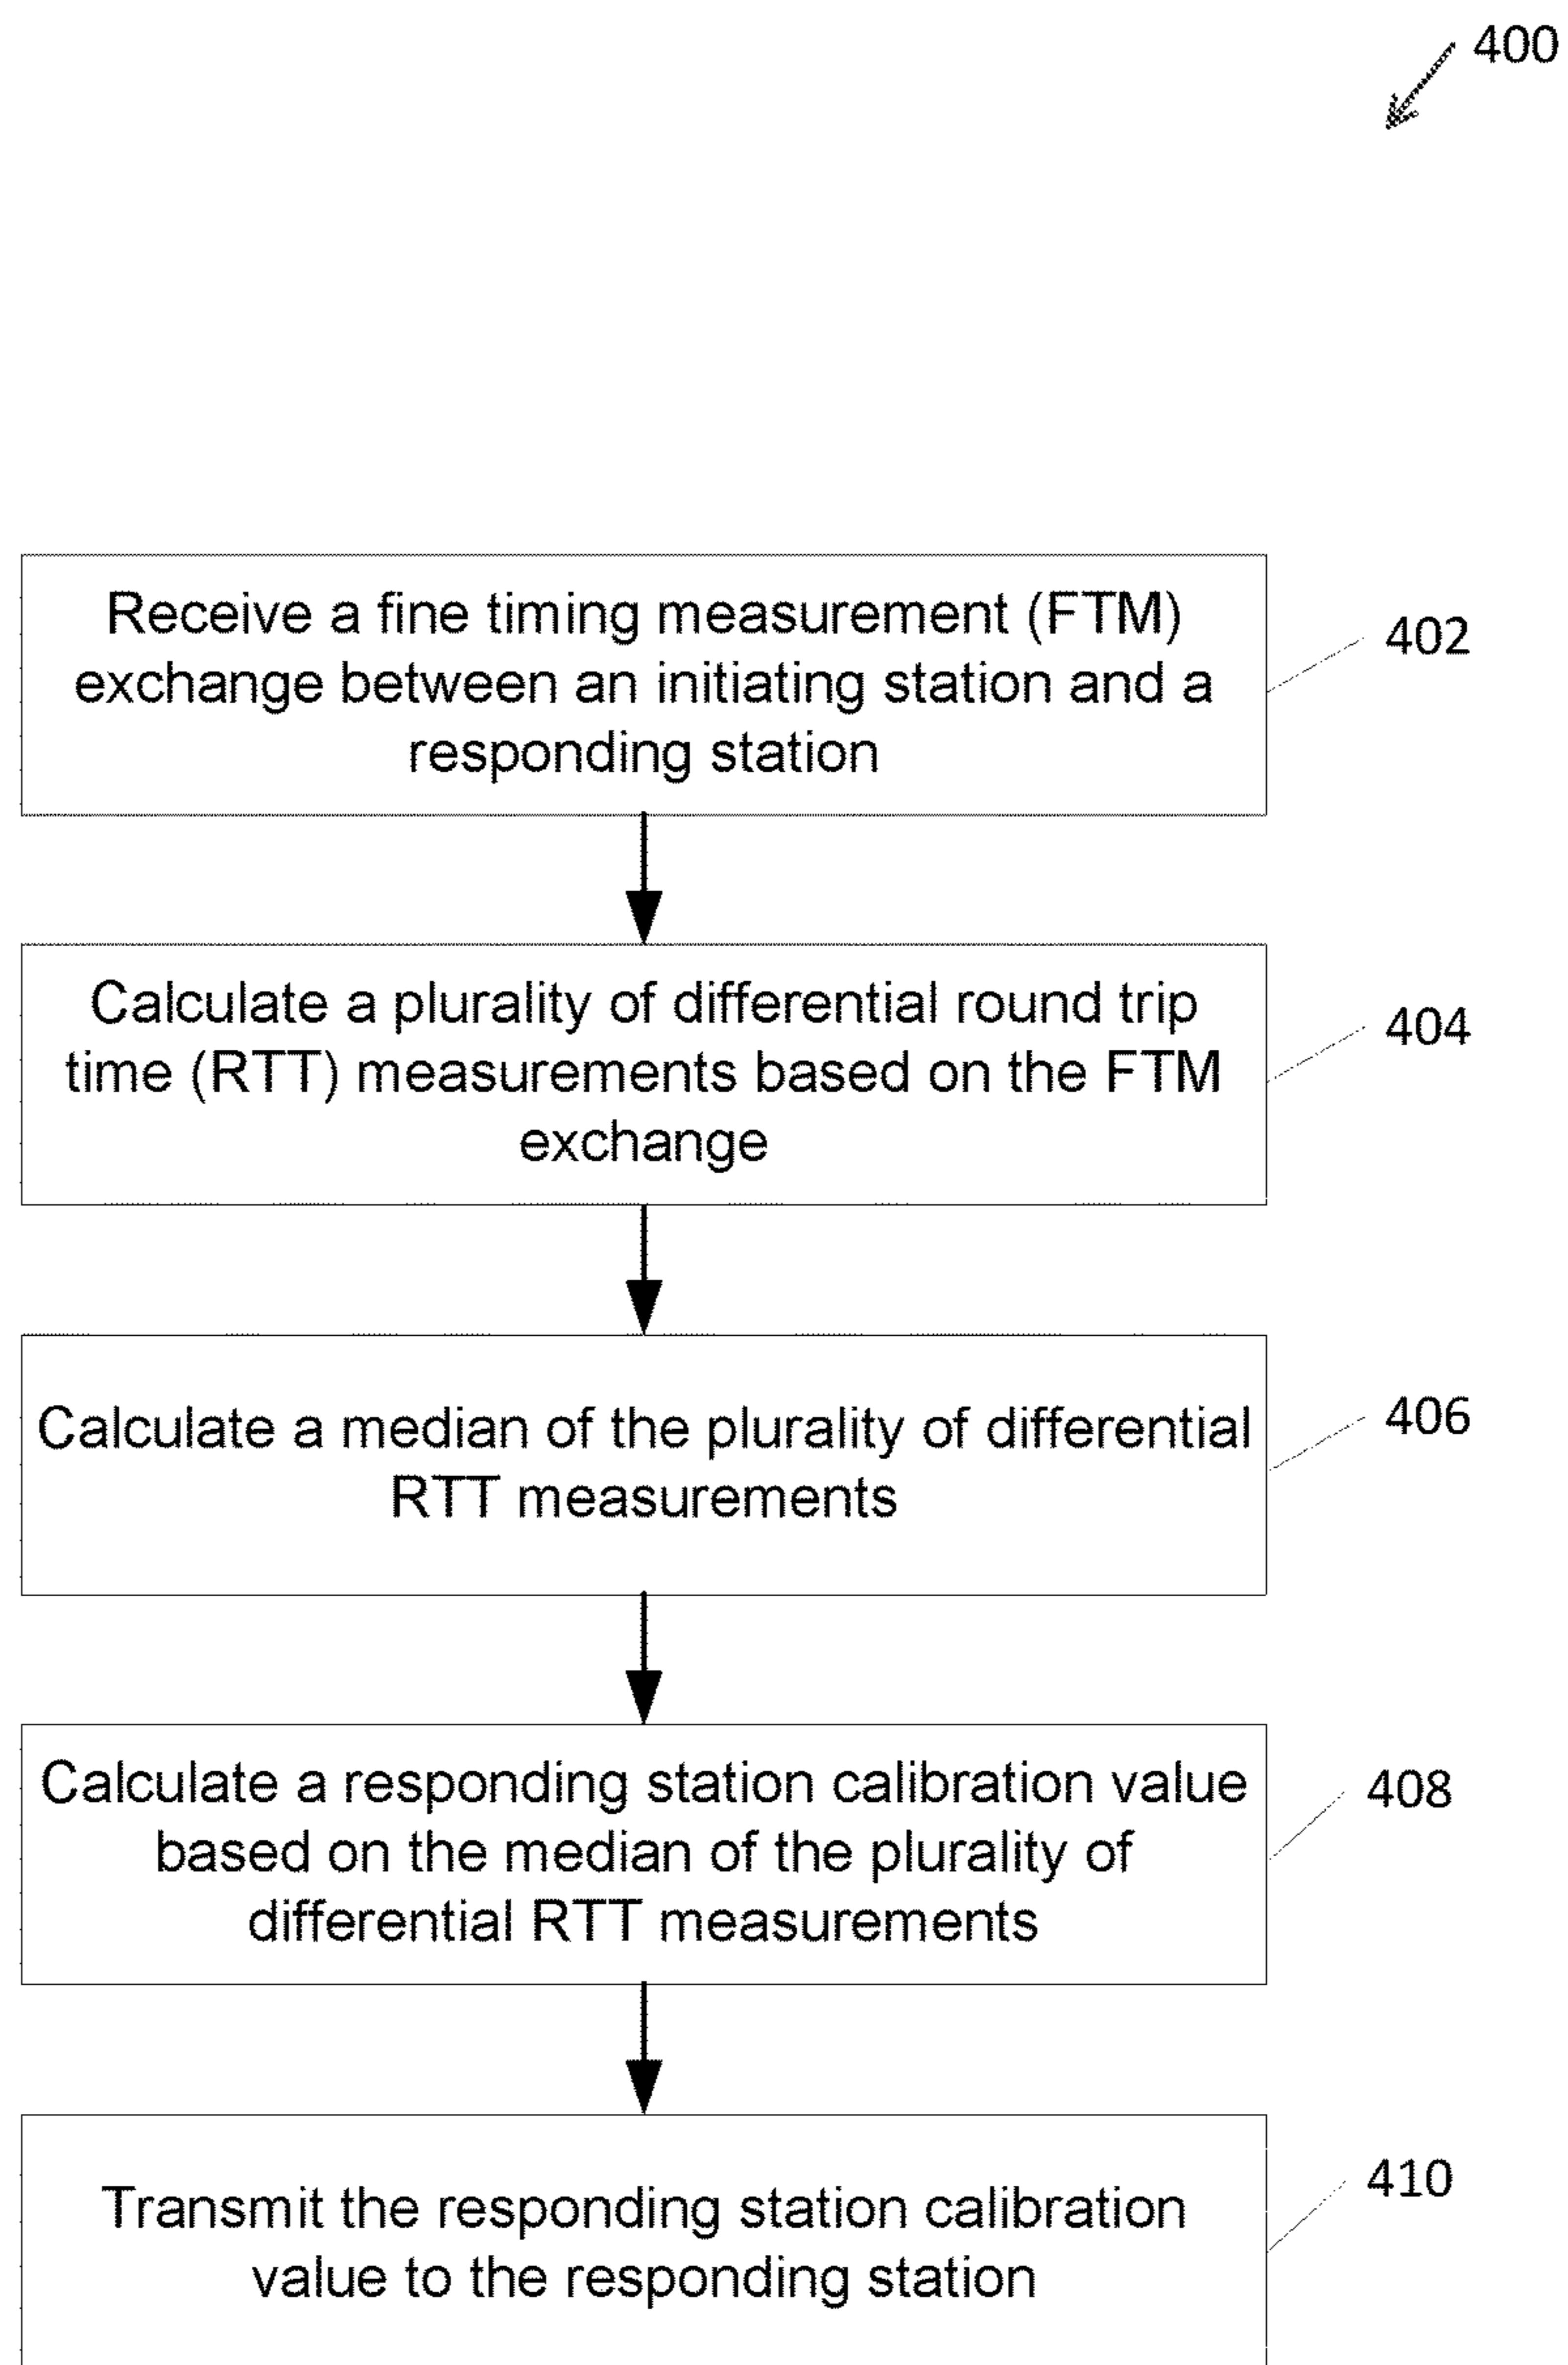 400
Receive a fine timing measurement (FTM)
exchange between an initiating station and a
responding station
402
Calculate a plurality of differential round trip
time (RTT) measurements based on the FTM
exchange
404
Calculate a median of the plurality of differential
RTT measurements
406
Calculate a responding station calibration value
based on the median of the plurality of
differential RTT measurements
408
Transmit the responding station calibration
value to the responding station
410